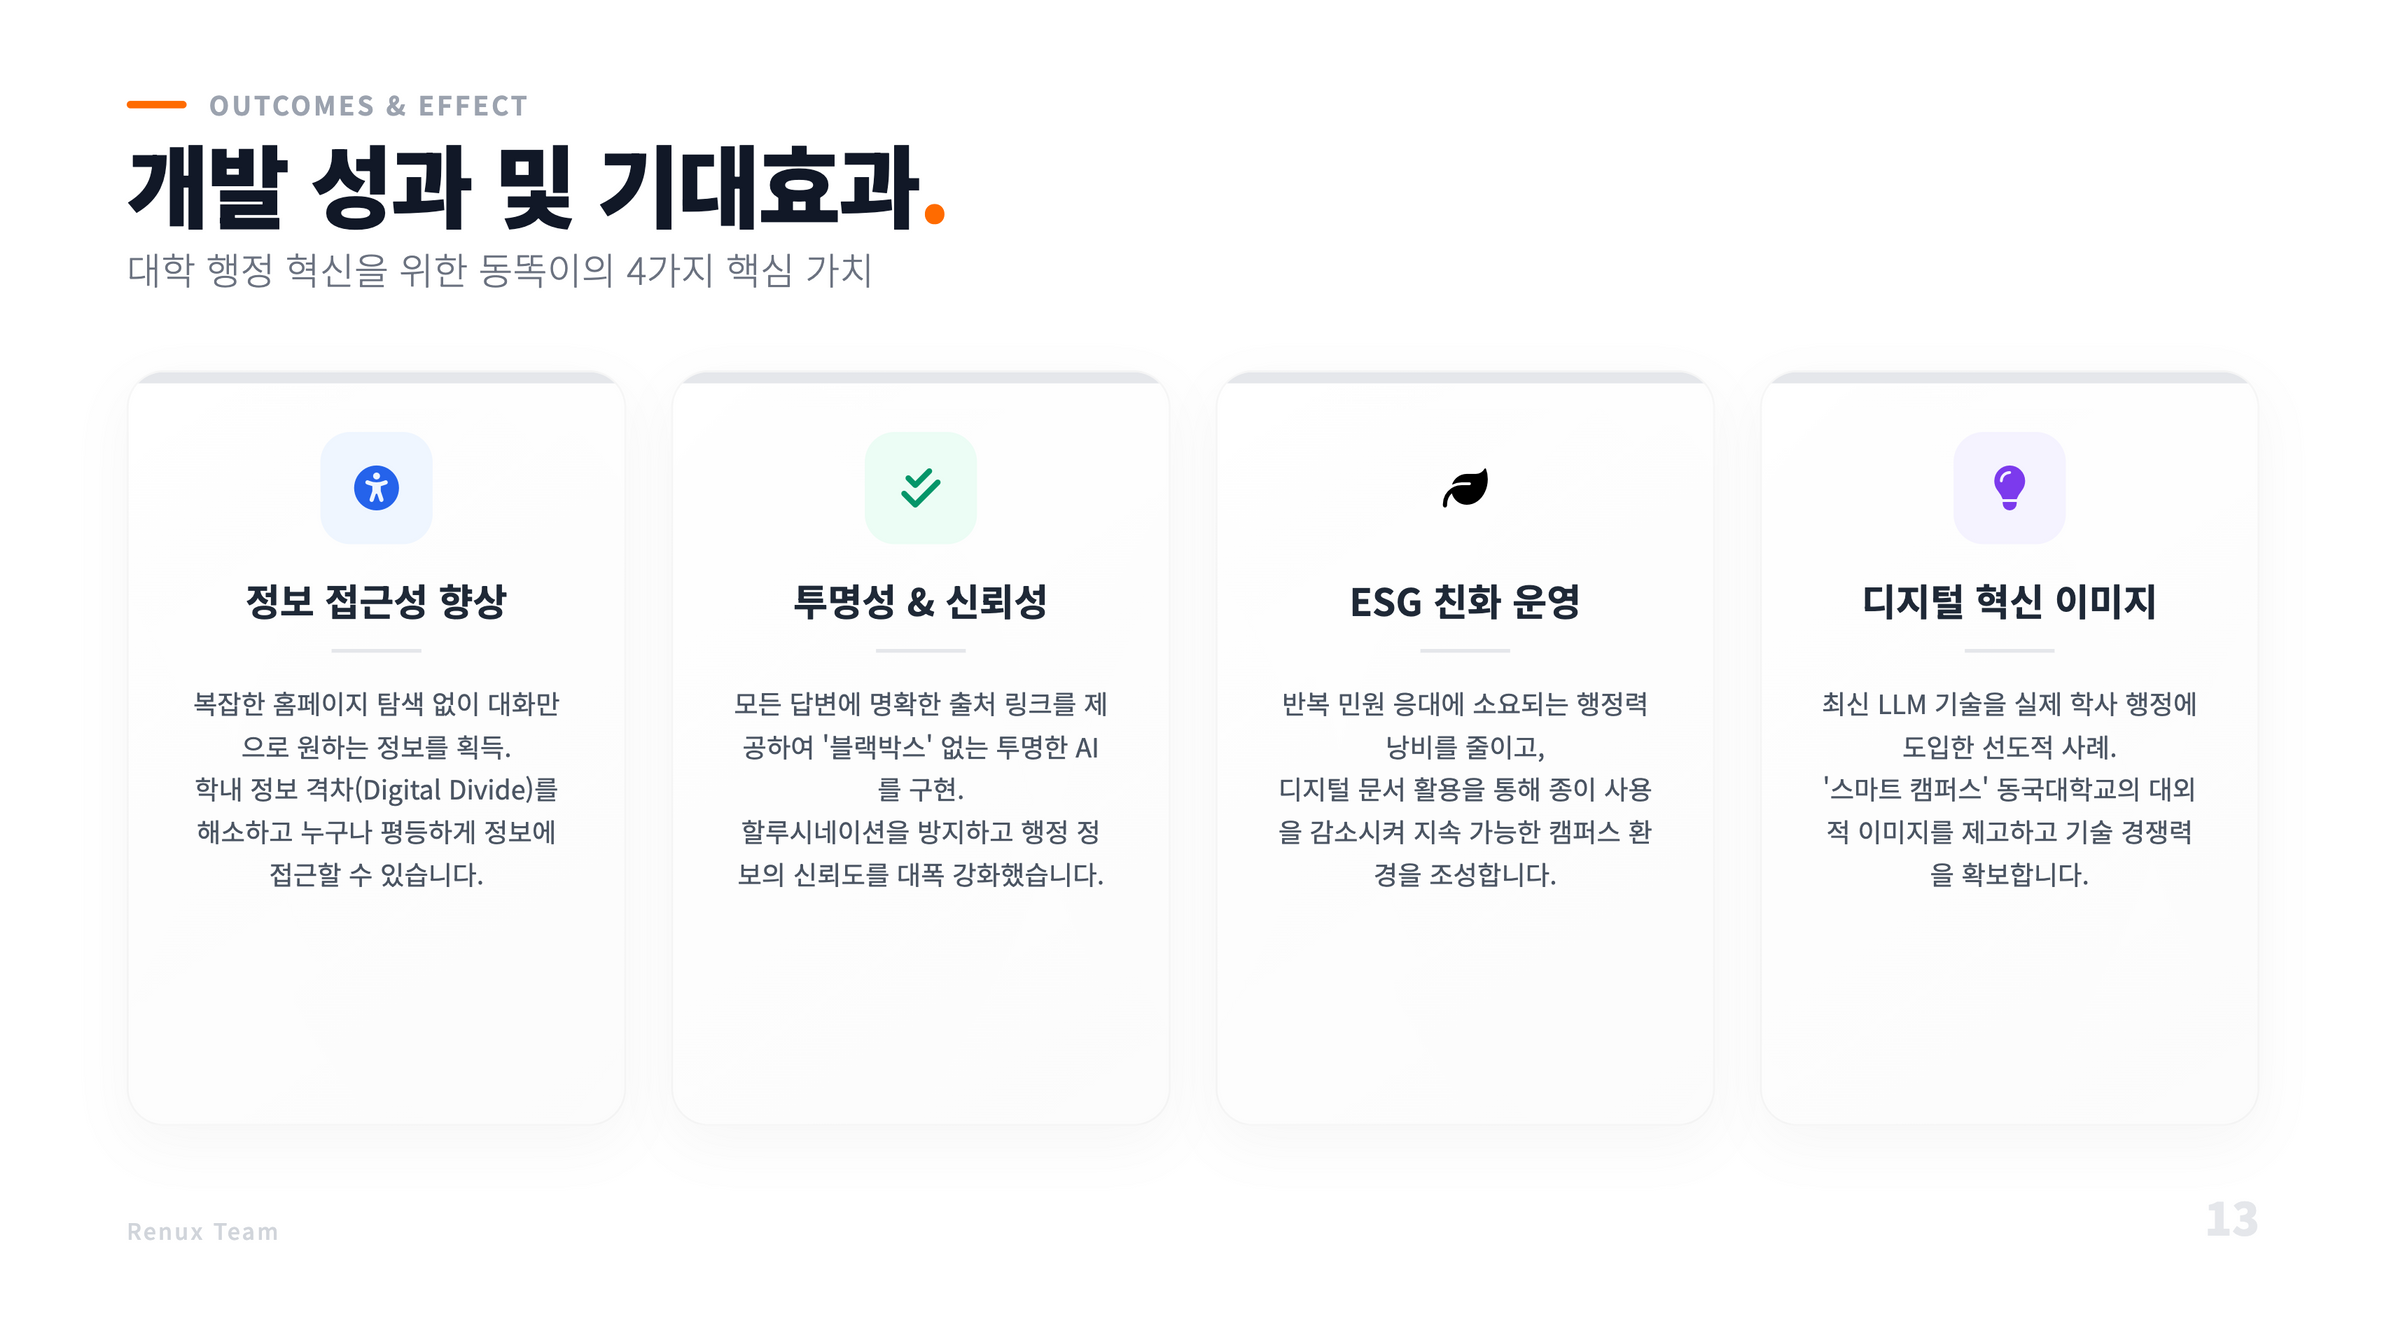 OUTCOMES & EFFECT
개발 성과 및 기대효과.
대학 행정 혁신을 위한 동똑이의 4가지 핵심 가치
정보 접근성 향상
복잡한 홈페이지 탐색 없이 대화만
으로 원하는 정보를 획득.
학내 정보 격차(Digital Divide)를
해소하고 누구나 평등하게 정보에
접근할 수 있습니다.
투명성 & 신뢰성
모든 답변에 명확한 출처 링크를 제
공하여 '블랙박스' 없는 투명한 AI
를 구현.
할루시네이션을 방지하고 행정 정
보의 신뢰도를 대폭 강화했습니다.
ESG 친화 운영
반복 민원 응대에 소요되는 행정력
낭비를 줄이고,
디지털 문서 활용을 통해 종이 사용
을 감소시켜 지속 가능한 캠퍼스 환
경을 조성합니다.
디지털 혁신 이미지
최신 LLM 기술을 실제 학사 행정에
도입한 선도적 사례.
'스마트 캠퍼스' 동국대학교의 대외
적 이미지를 제고하고 기술 경쟁력
을 확보합니다.
Renux Team
13